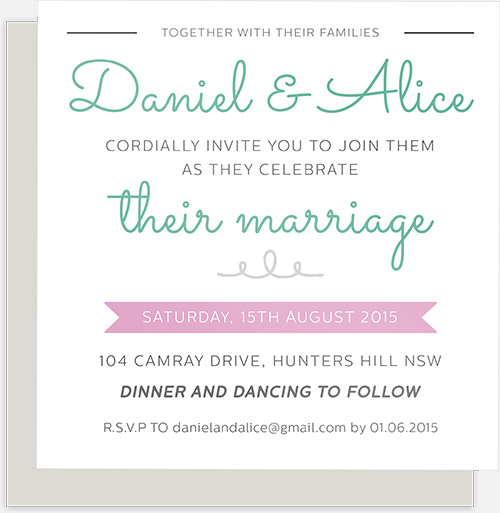 TOGETHER WITH THEIR FAMILIES
Daniel & Alice
CORDIALLY INVITE YOU TO JOIN THEM
AS THEY CELEBRATE
their marriage
SATURDAY, 15TH AUGUST 2015
104 CAMRAY DRIVE, HUNTERS HILL NSW
DINNER AND DANCING TO FOLLOW
R.S.V.P TO danielandalice@gmail.com by 01.06.2015